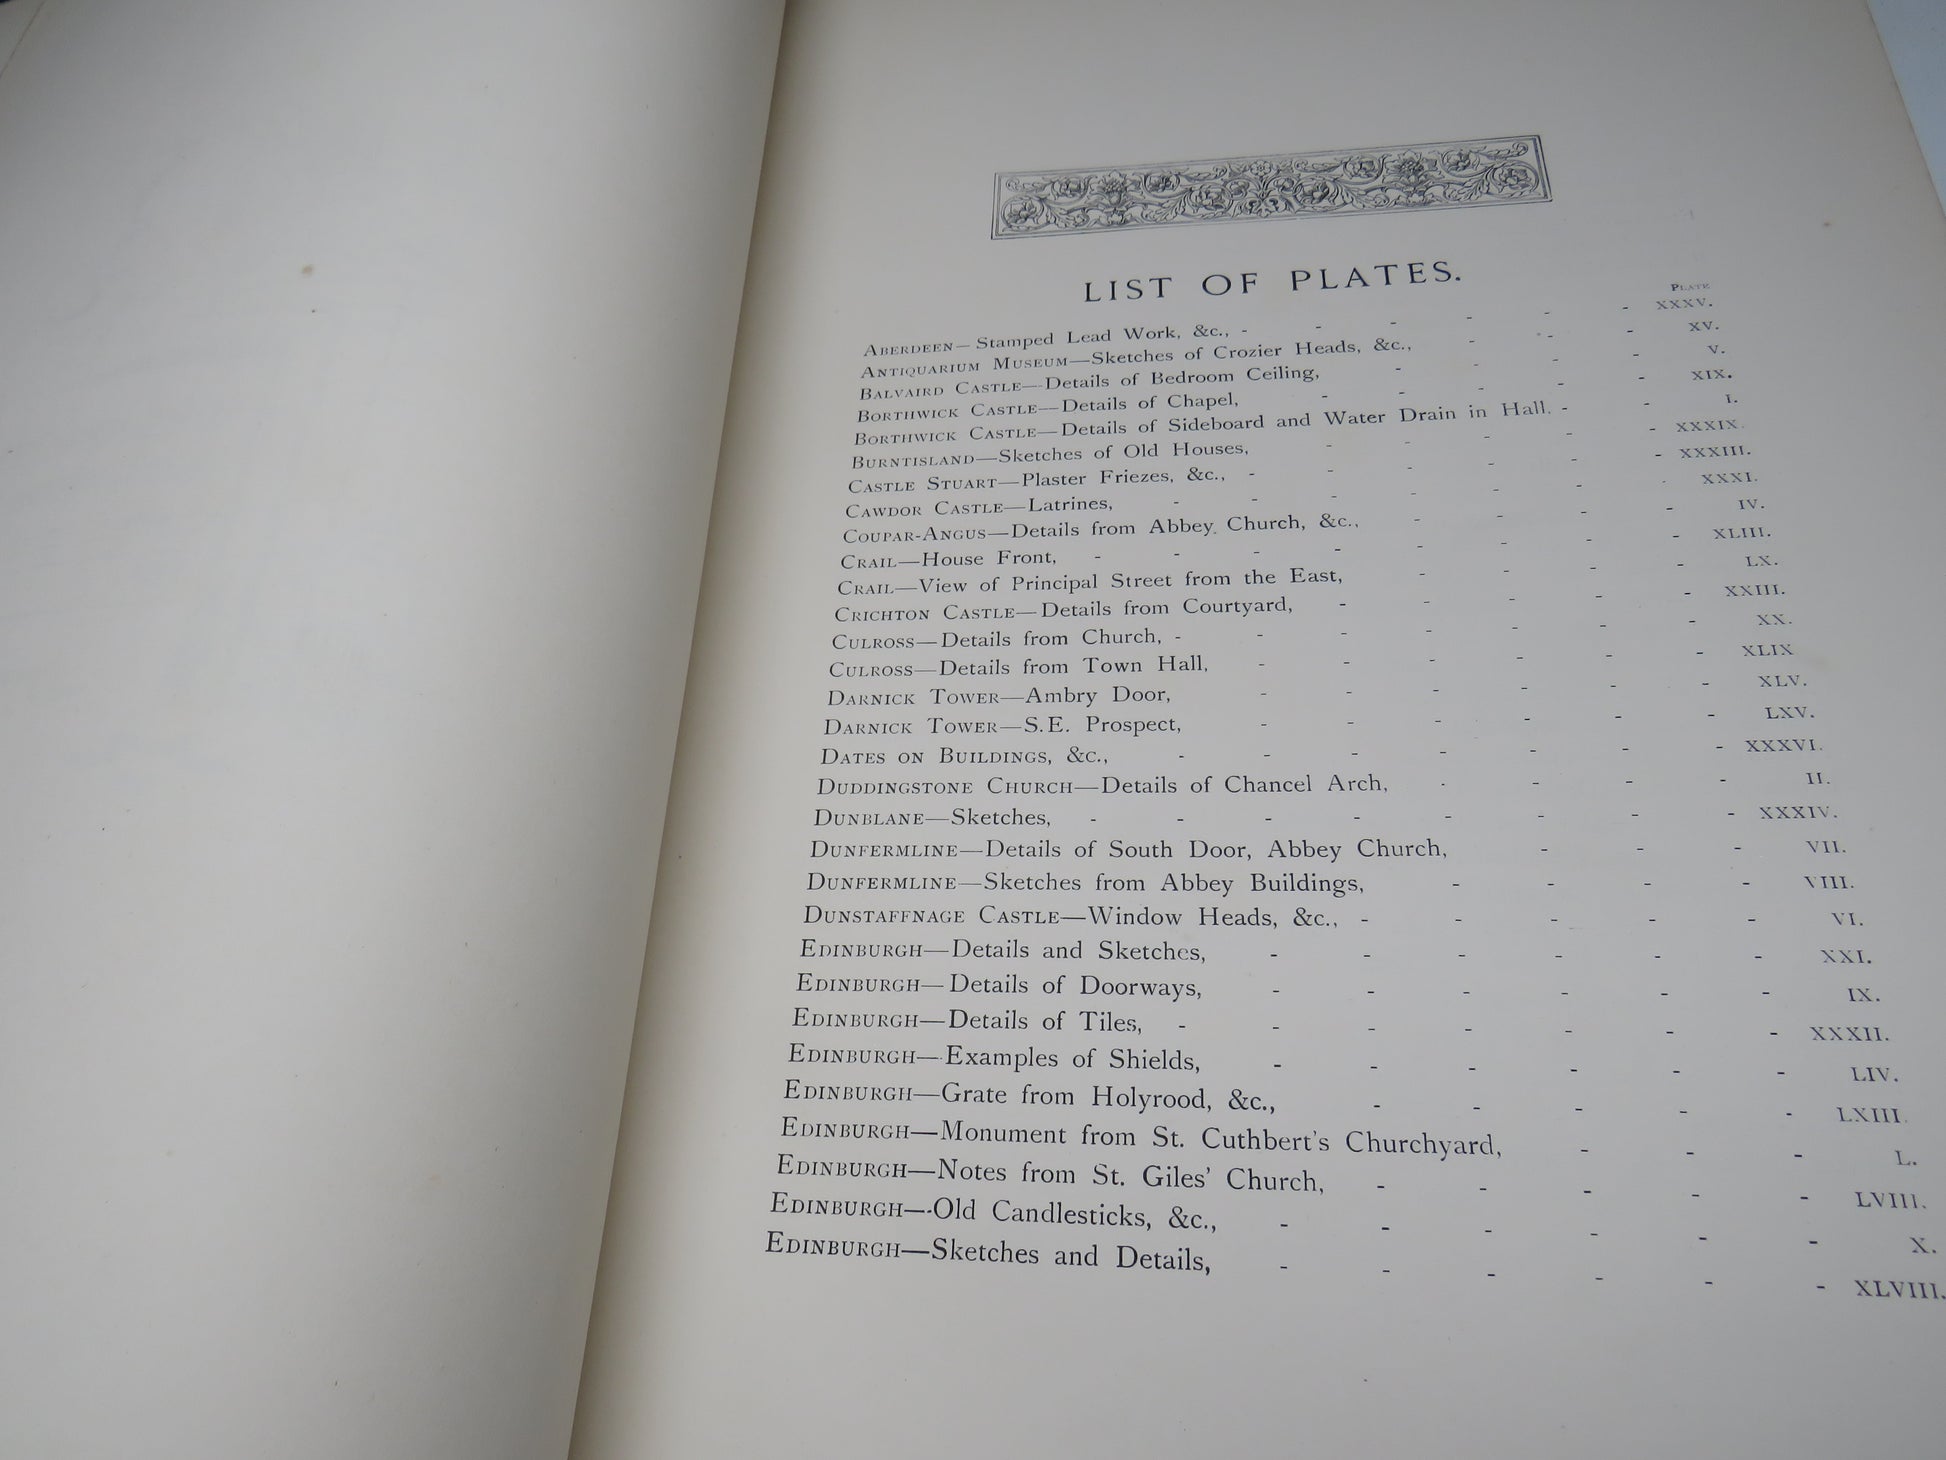 LIST OF PLATES.
PLATE
ABERDEEN—Stamped Lead Work, &c., - - - - - - XXXV.
ANTIQUARIUM MUSEUM—Sketches of Crozier Heads, &c., - - - XV.
BALVAIRD CASTLE—Details of Bedroom Ceiling, - - - - V.
BORTHWICK CASTLE—Details of Chapel, - - - - - XIX.
BORTHWICK CASTLE—Details of Sideboard and Water Drain in Hall. - - I.
BURNTISLAND—Sketches of Old Houses, - - - - - XXXIX.
CASTLE STUART—Plaster Friezes, &c., - - - - - - XXXIII.
CAWDOR CASTLE—Latrines, - - - - - - - XXXI.
COUPAR-ANGUS—Details from Abbey Church, &c., - - - - IV.
CRAIL—House Front, - - - - - - - - XLIII.
CRAIL—View of Principal Street from the East, - - - - LX.
CRICHTON CASTLE—Details from Courtyard, - - - - - XXIII.
CULROSS—Details from Church, - - - - - - - XX.
CULROSS—Details from Town Hall, - - - - - - XLIX
DARNICK TOWER—Ambry Door, - - - - - - XLV.
DARNICK TOWER—S.E. Prospect, - - - - - - LXV.
DATES ON BUILDINGS, &c., - - - - - - - XXXVI.
DUDDINGSTONE CHURCH—Details of Chancel Arch, - - - - II.
DUNBLANE—Sketches, - - - - - - - - XXXIV.
DUNFERMLINE—Details of South Door, Abbey Church, - - - VII.
DUNFERMLINE—Sketches from Abbey Buildings, - - - - VIII.
DUNSTAFFNAGE CASTLE—Window Heads, &c., - - - - - VI.
EDINBURGH—Details and Sketches, - - - - - - XXI.
EDINBURGH—Details of Doorways, - - - - - - IX.
EDINBURGH—Details of Tiles, - - - - - - - XXXII.
EDINBURGH—Examples of Shields, - - - - - - LIV.
EDINBURGH—Grate from Holyrood, &c., - - - - - LXIII.
EDINBURGH—Monument from St. Cuthbert's Churchyard, - - - L.
EDINBURGH—Notes from St. Giles' Church, - - - - - LVIII.
EDINBURGH—Old Candlesticks, &c., - - - - - - X.
EDINBURGH—Sketches and Details, - - - - - - XLVIII.